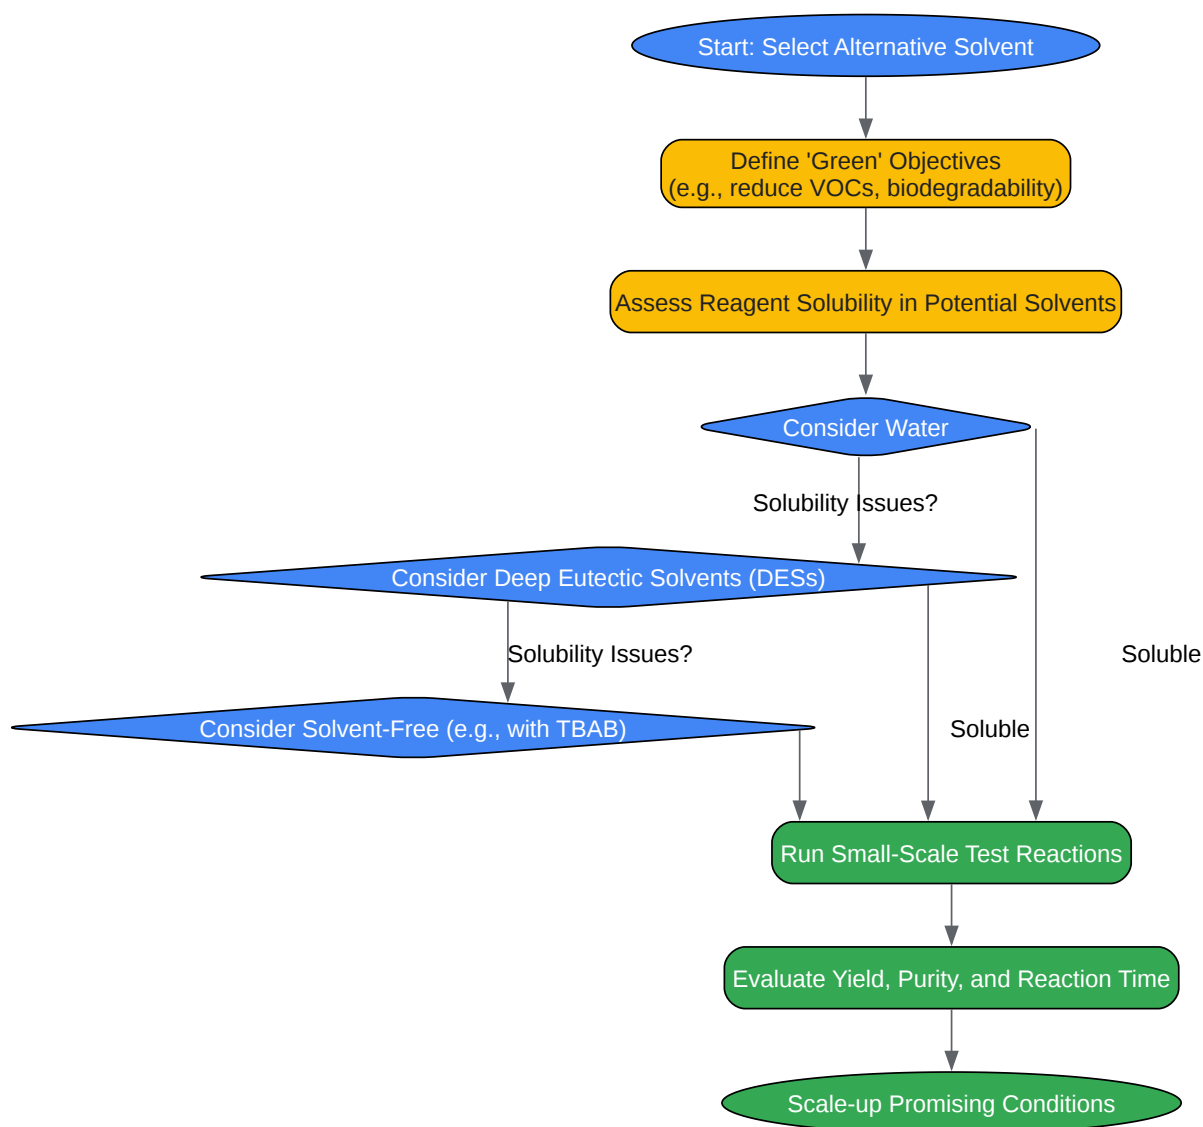 Start: Select Alternative Solvent
Define 'Green' Objectives
(e.g., reduce VOCs, biodegradability)
Assess Reagent Solubility in Potential Solvents
Consider Water
Solubility Issues?
Consider Deep Eutectic Solvents (DESs)
Solubility Issues?
Soluble
Consider Solvent-Free (e.g., with TBAB)
Soluble
Run Small-Scale Test Reactions
Evaluate Yield, Purity, and Reaction Time
Scale-up Promising Conditions